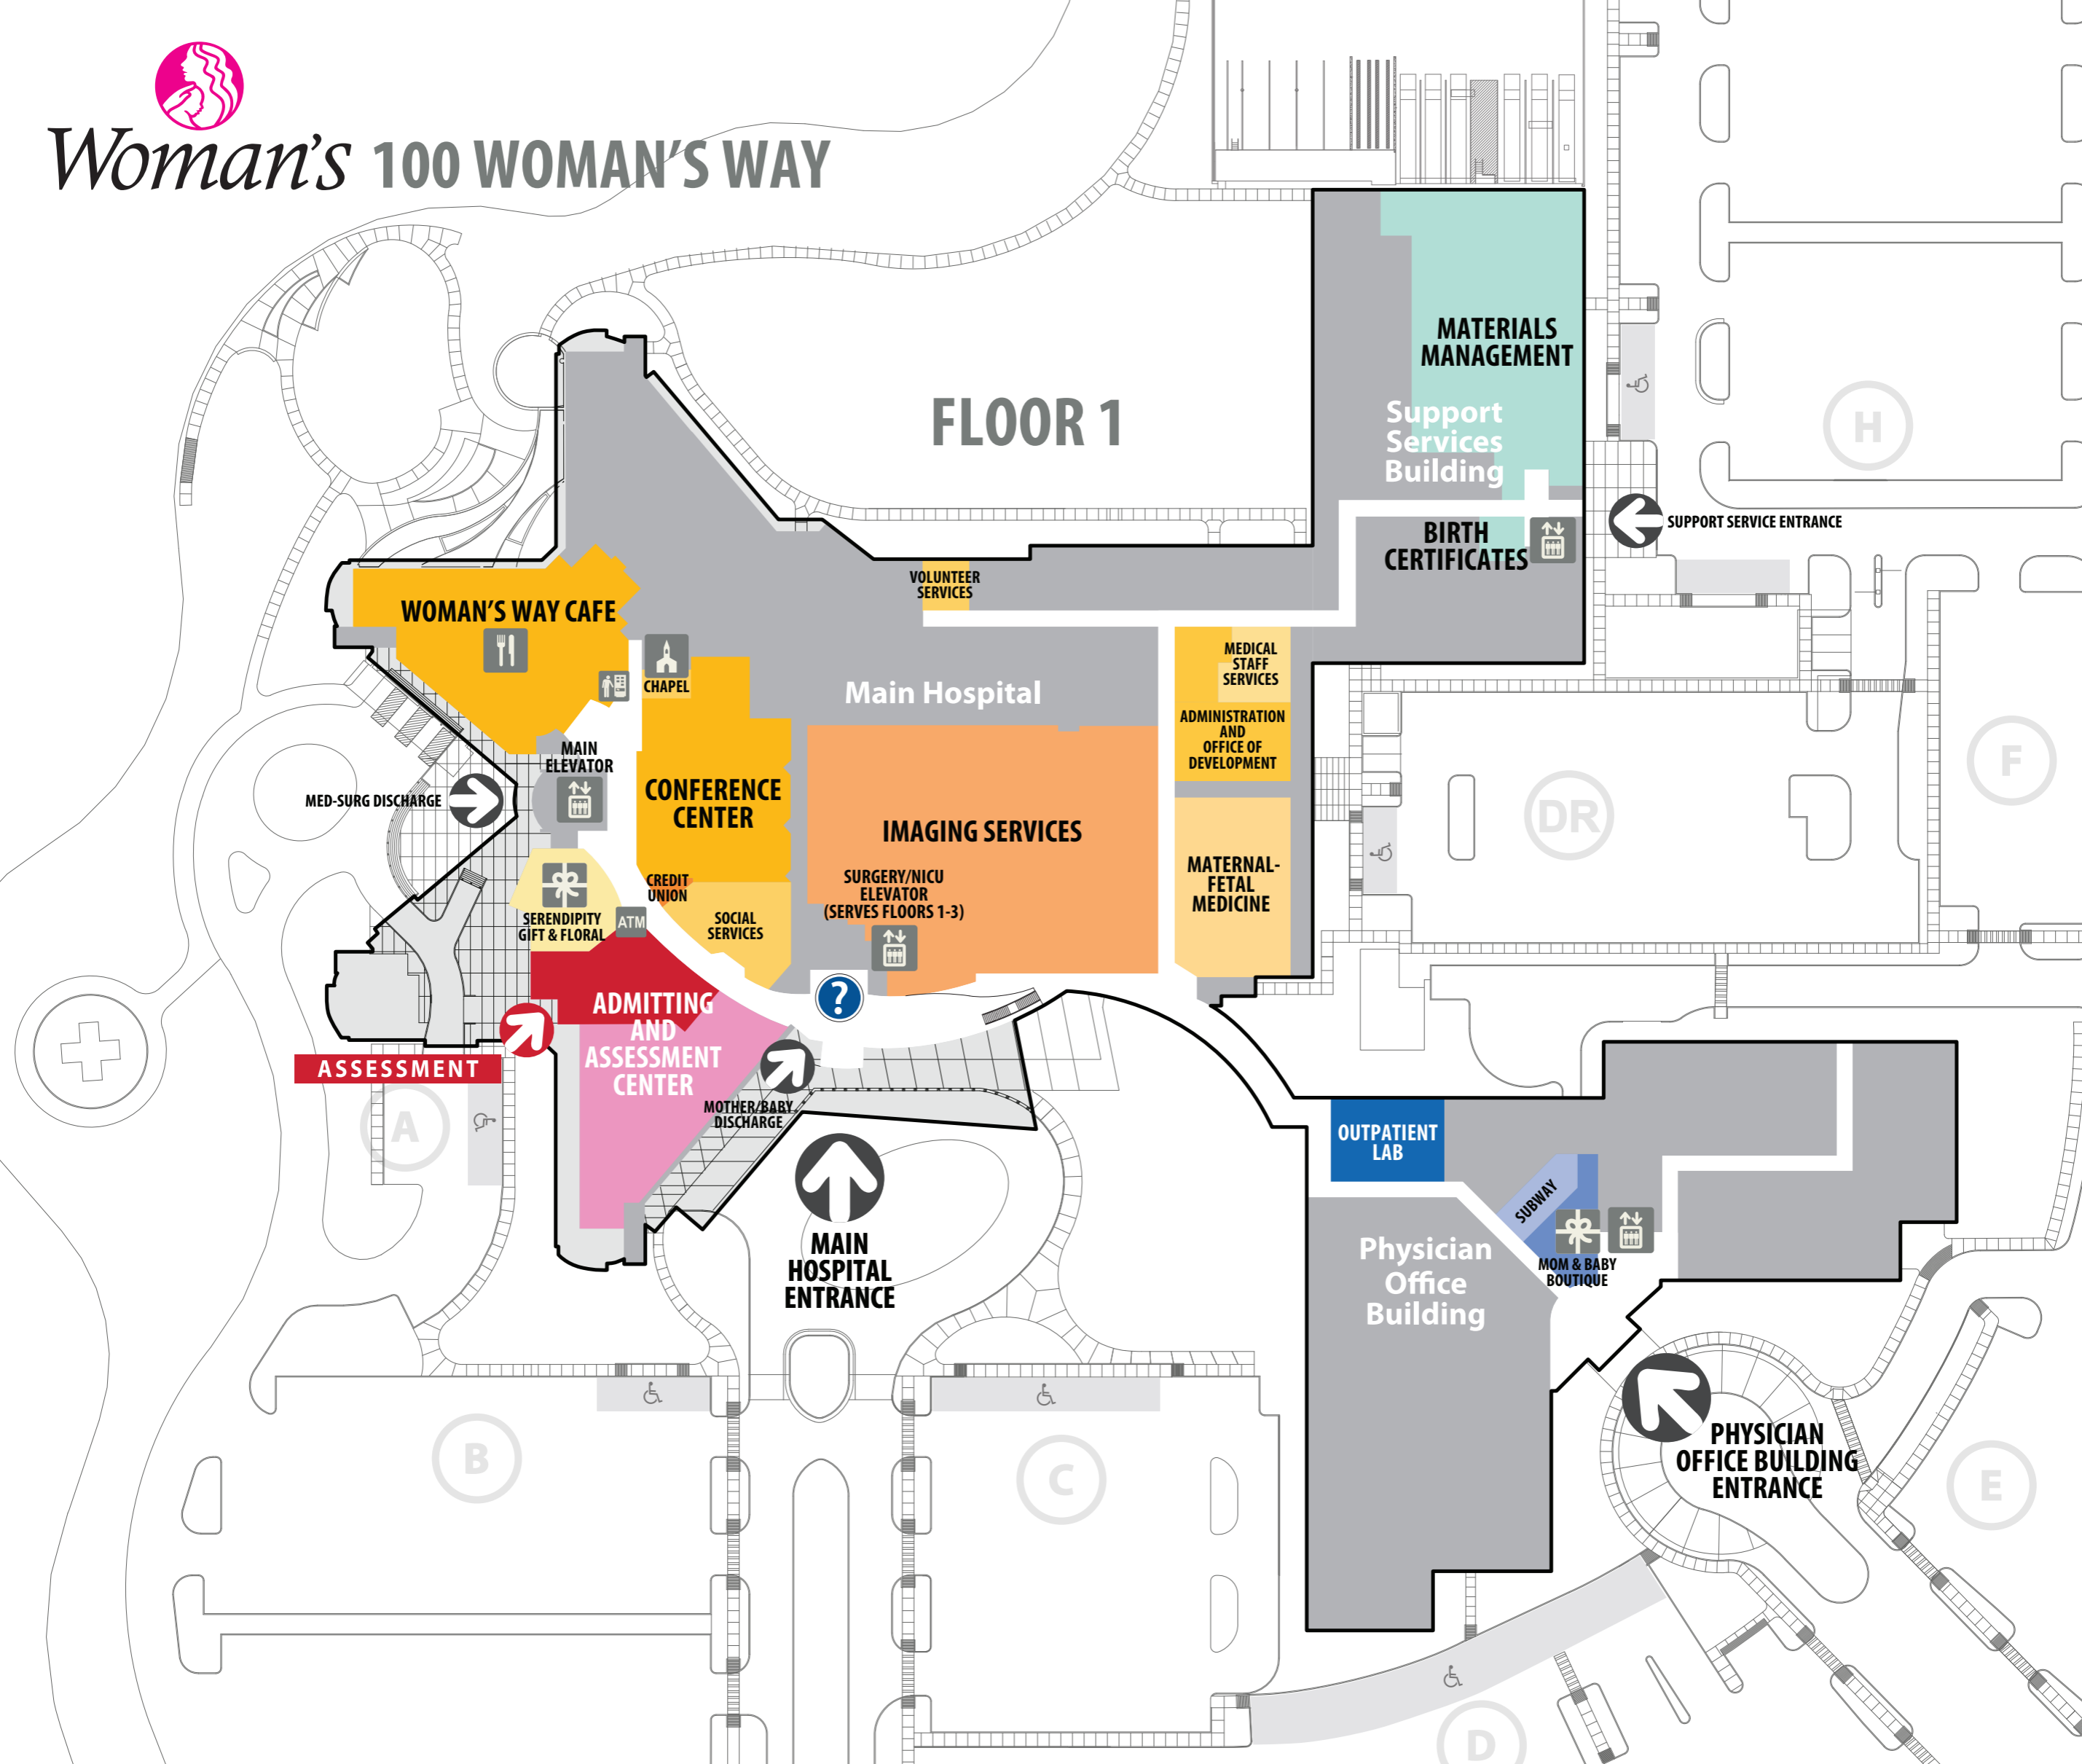 Woman's 100 WOMAN'S WAY
FLOOR 1
MATERIALS
MANAGEMENT
Support
Services
Building
BIRTH
CERTIFICATES
SUPPORT SERVICE ENTRANCE
H
VOLUNTEER
SERVICES
WOMAN'S WAY CAFE
CHAPEL
Main Hospital
MEDICAL
STAFF
SERVICES
ADMINISTRATION
AND
OFFICE OF
DEVELOPMENT
F
DR
MAIN
ELEVATOR
MED-SURG DISCHARGE
CONFERENCE
CENTER
IMAGING SERVICES
CREDIT
UNION
SURGERY/NICU
ELEVATOR
(SERVES FLOORS 1-3)
MATERNAL-
FETAL
MEDICINE
SERENDIPITY
GIFT & FLORAL
ATM
SOCIAL
SERVICES
?
ADMITTING
AND
ASSESSMENT
CENTER
ASSESSMENT
A
MOTHER/BABY
DISCHARGE
MAIN
HOSPITAL
ENTRANCE
OUTPATIENT
LAB
SUBWAY
MOM & BABY
BOUTIQUE
Physician
Office
Building
PHYSICIAN
OFFICE BUILDING
ENTRANCE
B
C
E
D